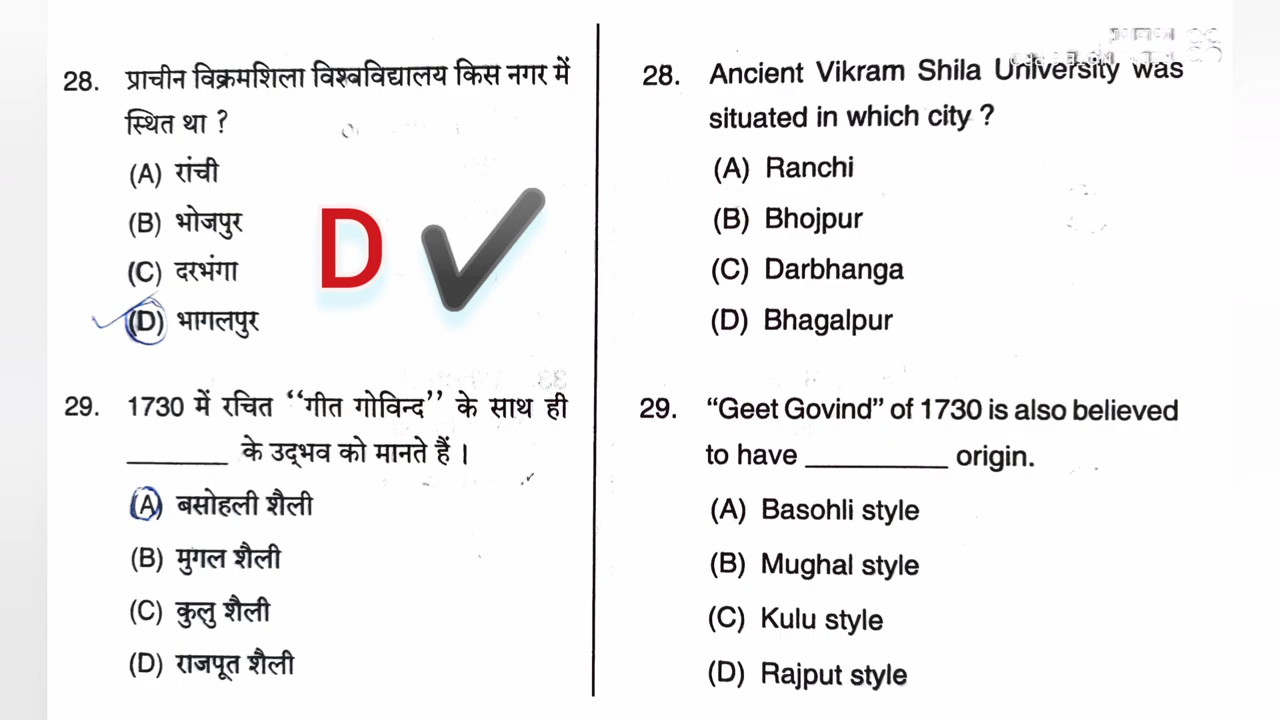 28. प्राचीन विक्रमशिला विश्वविद्यालय किस नगर में
स्थित था ?
(A) रांची
(B) भोजपुर
(C) दरभंगा
(D) भागलपुर
D
29. 1730 में रचित “गीत गोविन्द” के साथ ही
________ के उद्भव को मानते हैं ।
(A) बसोहली शैली
(B) मुगल शैली
(C) कुलु शैली
(D) राजपूत शैली
28. Ancient Vikram Shila University was
situated in which city ?
(A) Ranchi
(B) Bhojpur
(C) Darbhanga
(D) Bhagalpur
29. “Geet Govind” of 1730 is also believed
to have __________ origin.
(A) Basohli style
(B) Mughal style
(C) Kulu style
(D) Rajput style